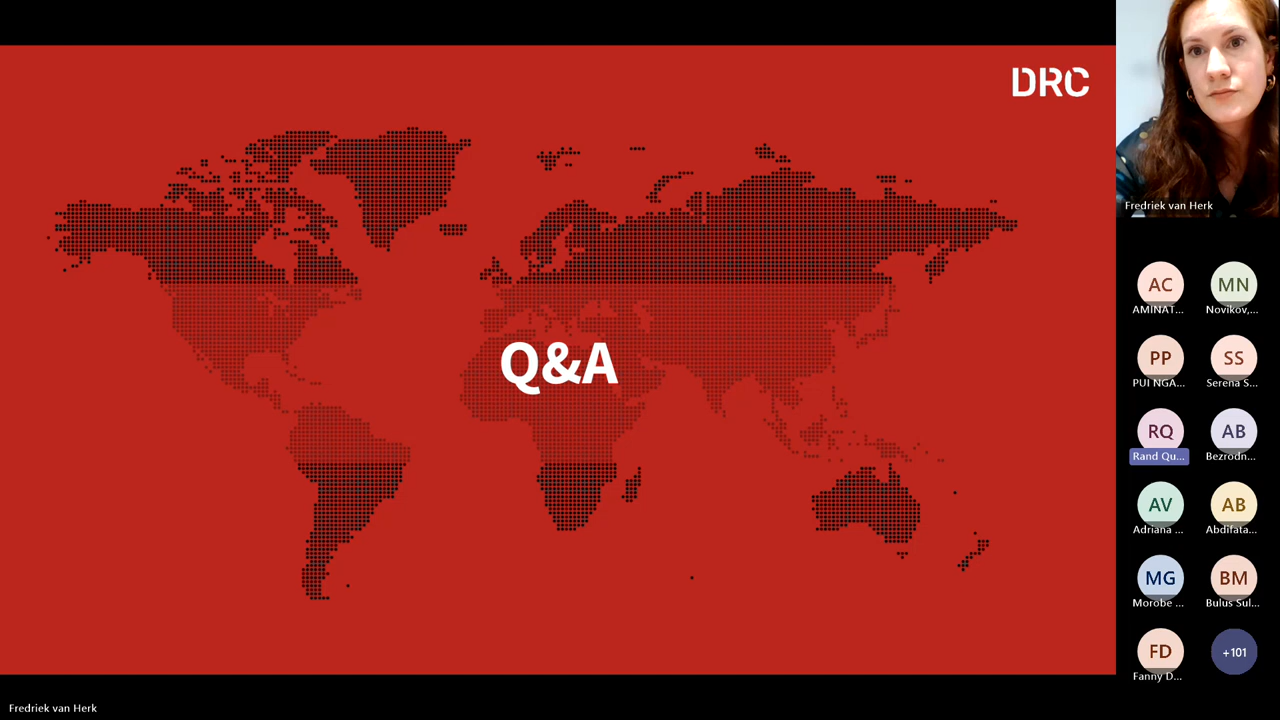 DRC
Q&A
Fredriek van Herk
AC
MN
AMINAT...
Novikov,...
PP
SS
PUI NGA...
Serena S...
RQ
AB
Rand Qu...
Bezrodn...
AV
AB
Adriana ...
Abdifata...
MG
BM
Morobe ...
Bulus Sul...
FD
+101
Fanny D...
Fredriek van Herk